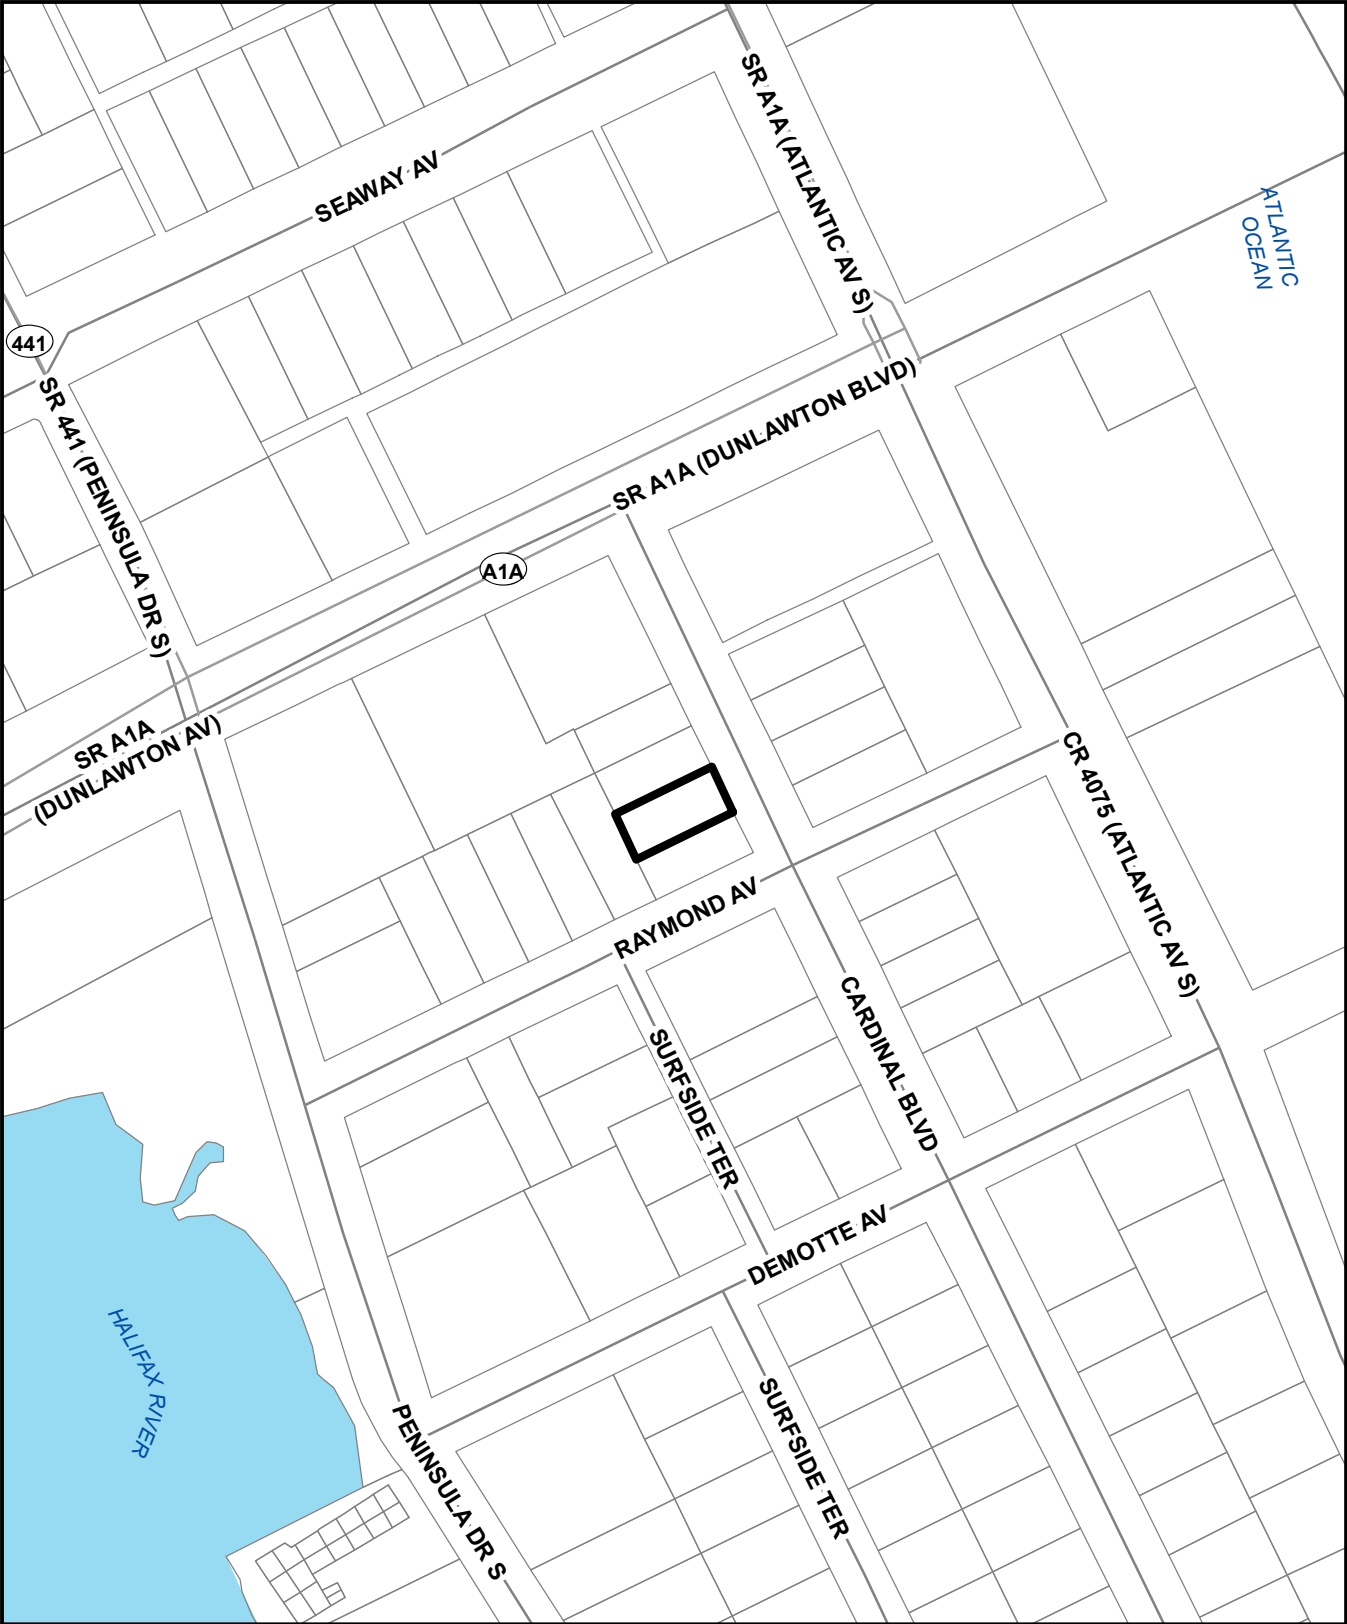 SEAWAY AV
SR A1A (ATLANTIC AV S)
ATLANTIC
OCEAN
441
SR 441 (PENINSULA DR S)
SR A1A (DUNLAWTON BLVD)
A1A
SR A1A
(DUNLAWTON AV)
CR 4075 (ATLANTIC AV S)
RAYMOND AV
CARDINAL BLVD
SURFSIDE TER
DEMOTTE AV
HALIFAX RIVER
PENINSULA DR S
SURFSIDE TER